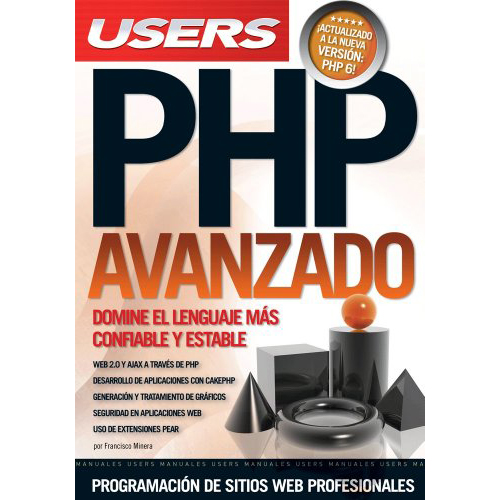 USERS
★★★★★
¡ACTUALIZADO
A LA NUEVA
VERSIÓN:
PHP 6!
PHP
AVANZADO
DOMINE EL LENGUAJE MÁS
CONFIABLE Y ESTABLE
WEB 2.0 Y AJAX A TRAVÉS DE PHP
DESARROLLO DE APLICACIONES CON CAKEPHP
GENERACIÓN Y TRATAMIENTO DE GRÁFICOS
SEGURIDAD EN APLICACIONES WEB
USO DE EXTENSIONES PEAR
por Francisco Minera
MANUALES USERS MANUALES USERS MANUALES USERS MANUALES USERS MANUALES USERS MA
PROGRAMACIÓN DE SITIOS WEB PROFESIONALES